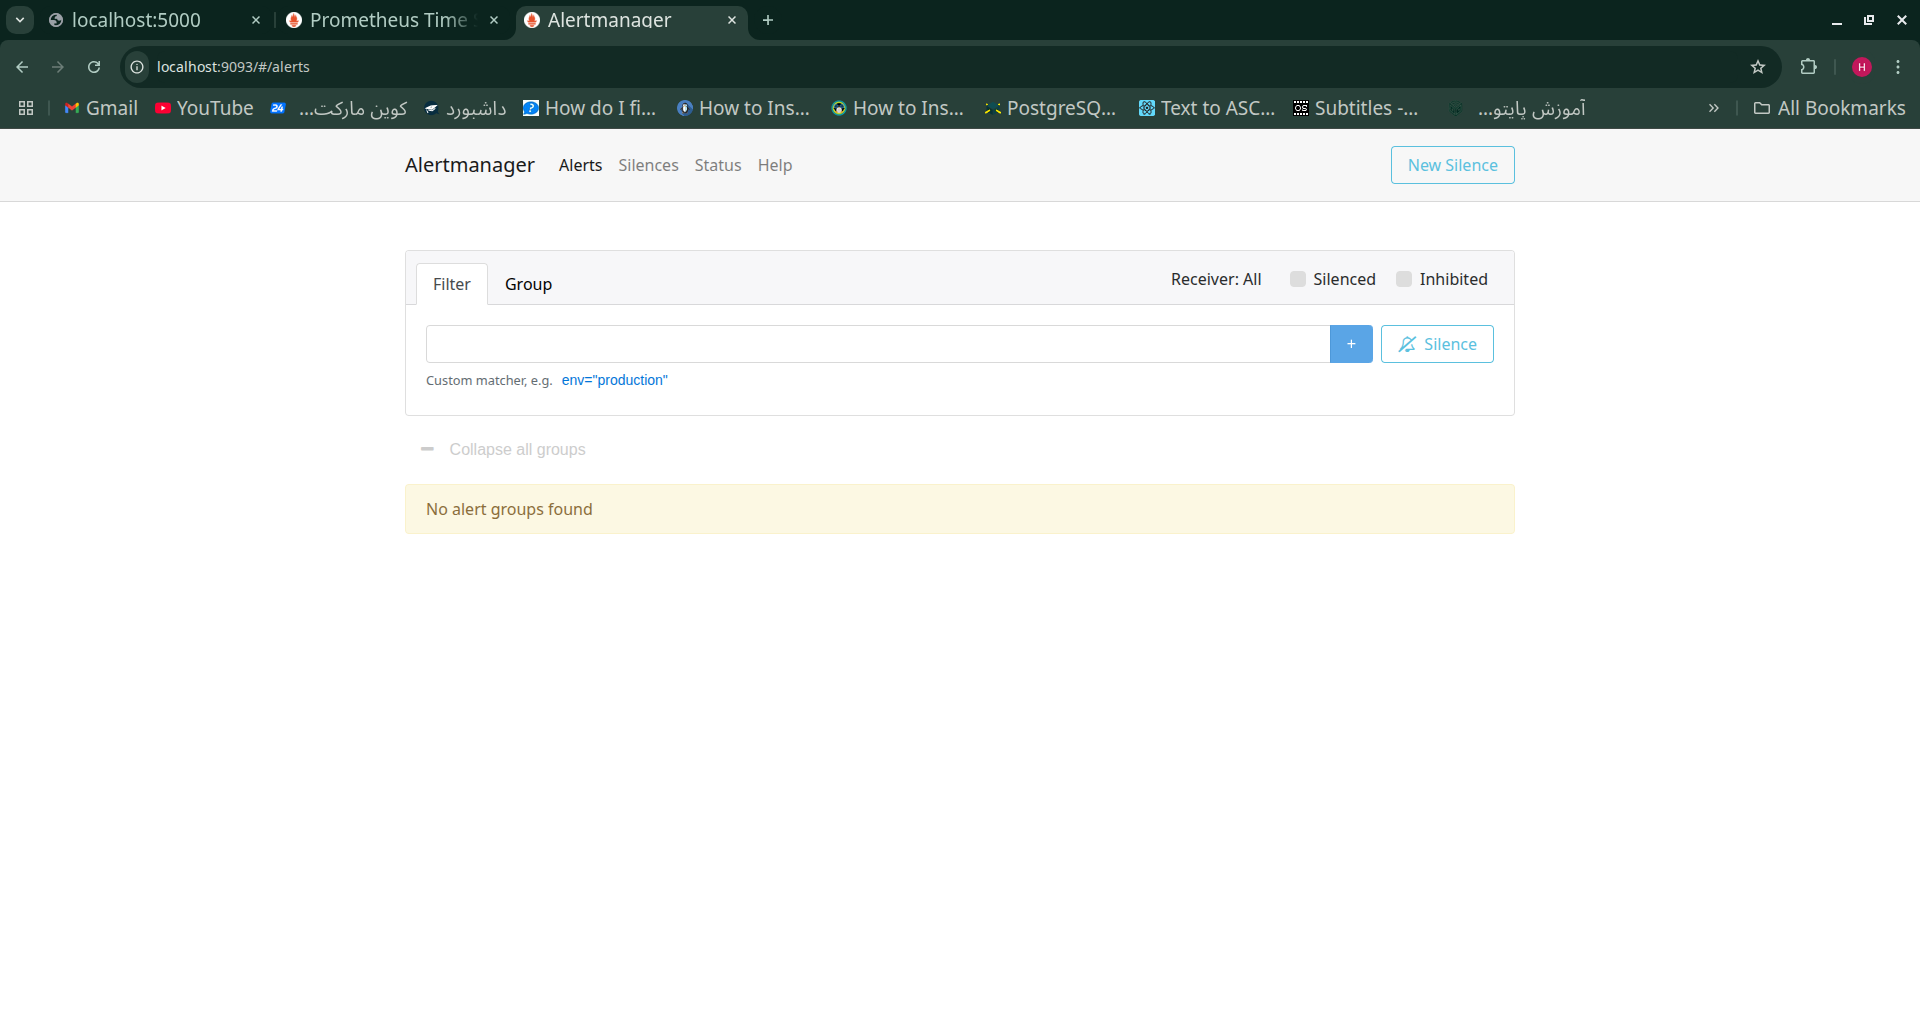 localhost:5000
Prometheus Time
Alertmanager
localhost:9093/#/alerts
H
Gmail
YouTube
24
کوین مارکت...
داشبورد
How do I fi...
How to Ins...
How to Ins...
PostgreSQ...
Text to ASC...
OS
Subtitles -...
آموزش پایتو...
All Bookmarks
Alertmanager Alerts Silences Status Help
New Silence
Filter Group
Receiver: All Silenced Inhibited
+ Silence
Custom matcher, e.g. env="production"
Collapse all groups
No alert groups found